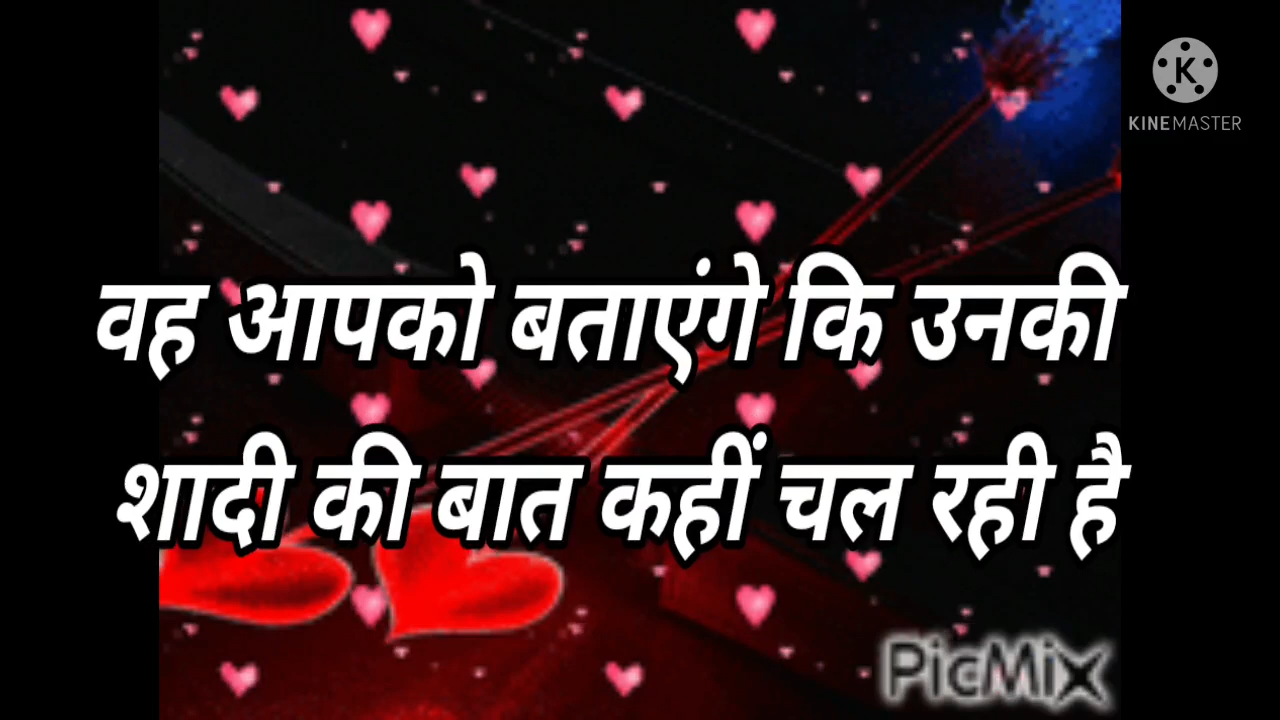 KINEMASTER
वह आपको बताएंगे कि उनकी
शादी की बात कहीं चल रही है
PicMix